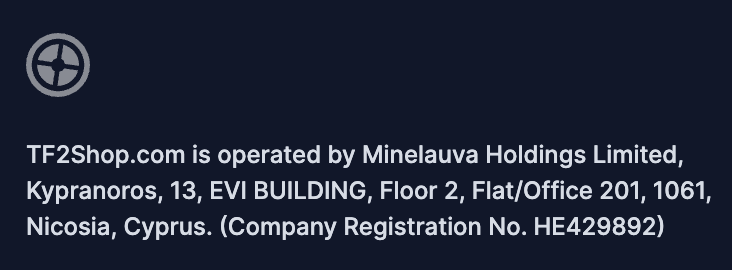 TF2Shop.com is operated by Minelauva Holdings Limited,
Kypranoros, 13, EVI BUILDING, Floor 2, Flat/Office 201, 1061,
Nicosia, Cyprus. (Company Registration No. HE429892)